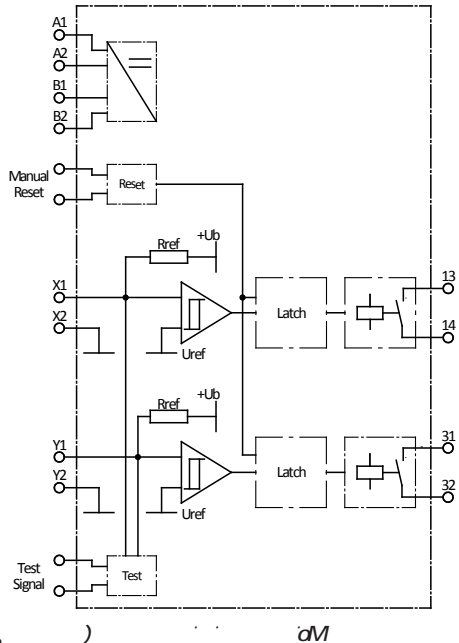 A1
A2
B1
B2
Manual
Reset
Reset
Rref
+Ub
X1
X2
Uref
Latch
13
14
Rref
+Ub
Y1
Y2
Uref
Latch
31
32
Test
Signal
Test